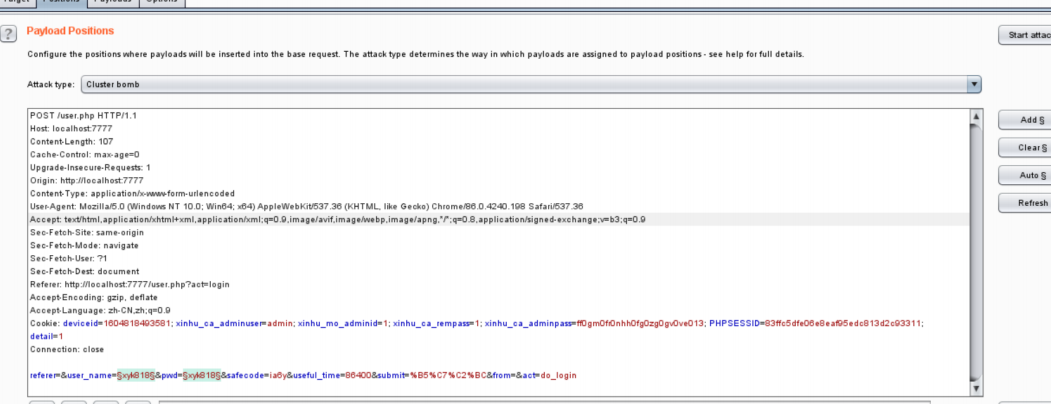 Target Positions Payloads Options
?
Payload Positions
Start attac
Configure the positions where payloads will be inserted into the base request. The attack type determines the way in which payloads are assigned to payload positions - see help for full details.
Attack type: Cluster bomb
POST /user.php HTTP/1.1
Host: localhost:7777
Content-Length: 107
Cache-Control: max-age=0
Upgrade-Insecure-Requests: 1
Origin: http://localhost:7777
Content-Type: application/x-www-form-urlencoded
User-Agent: Mozilla/5.0 (Windows NT 10.0; Win64; x64) AppleWebKit/537.36 (KHTML, like Gecko) Chrome/86.0.4240.198 Safari/537.36
Accept: text/html,application/xhtml+xml,application/xml;q=0.9,image/avif,image/webp,image/apng,*/*;q=0.8,application/signed-exchange;v=b3;q=0.9
Sec-Fetch-Site: same-origin
Sec-Fetch-Mode: navigate
Sec-Fetch-User: ?1
Sec-Fetch-Dest: document
Referer: http://localhost:7777/user.php?act=login
Accept-Encoding: gzip, deflate
Accept-Language: zh-CN,zh;q=0.9
Cookie: deviceid=1604818493581; xinhu_ca_adminuser=admin; xinhu_mo_adminid=1; xinhu_ca_rempass=1; xinhu_ca_adminpass=ff0gm0fi0nhh0fg0zg0gv0ve013; PHPSESSID=83ffc5dfe06e8eaf95edc813d2c93311;
detail=1
Connection: close
referer=&user_name=§xyk818§&pwd=§xyk818§&safecode=ia6y&useful_time=86400&submit=%B5%C7%C2%BC&from=&act=do_login
Add §
Clear §
Auto §
Refresh